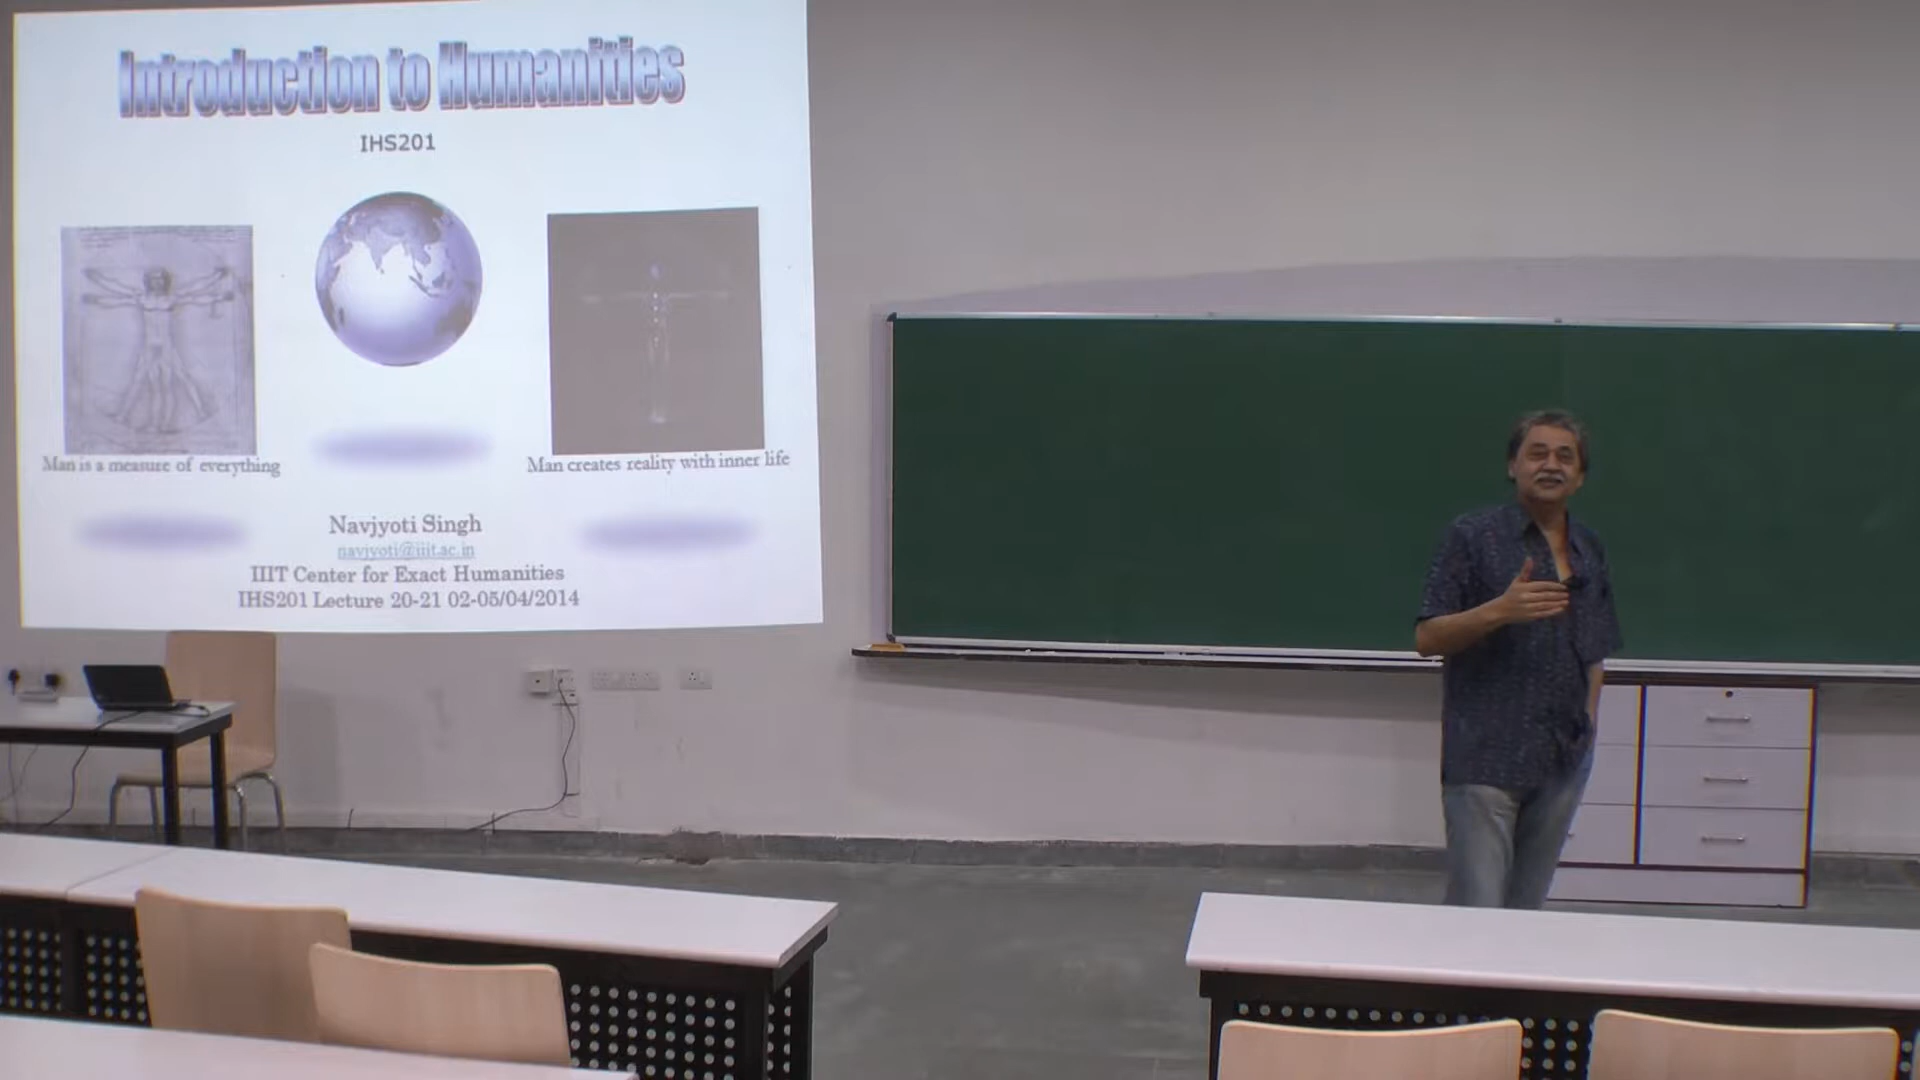 Introduction to Humanities
IHS201
Man is a measure of everything
Man creates reality with inner life
Navjyoti Singh
navjyoti@iiit.ac.in
IIIT Center for Exact Humanities
IHS201 Lecture 20-21 02-05/04/2014